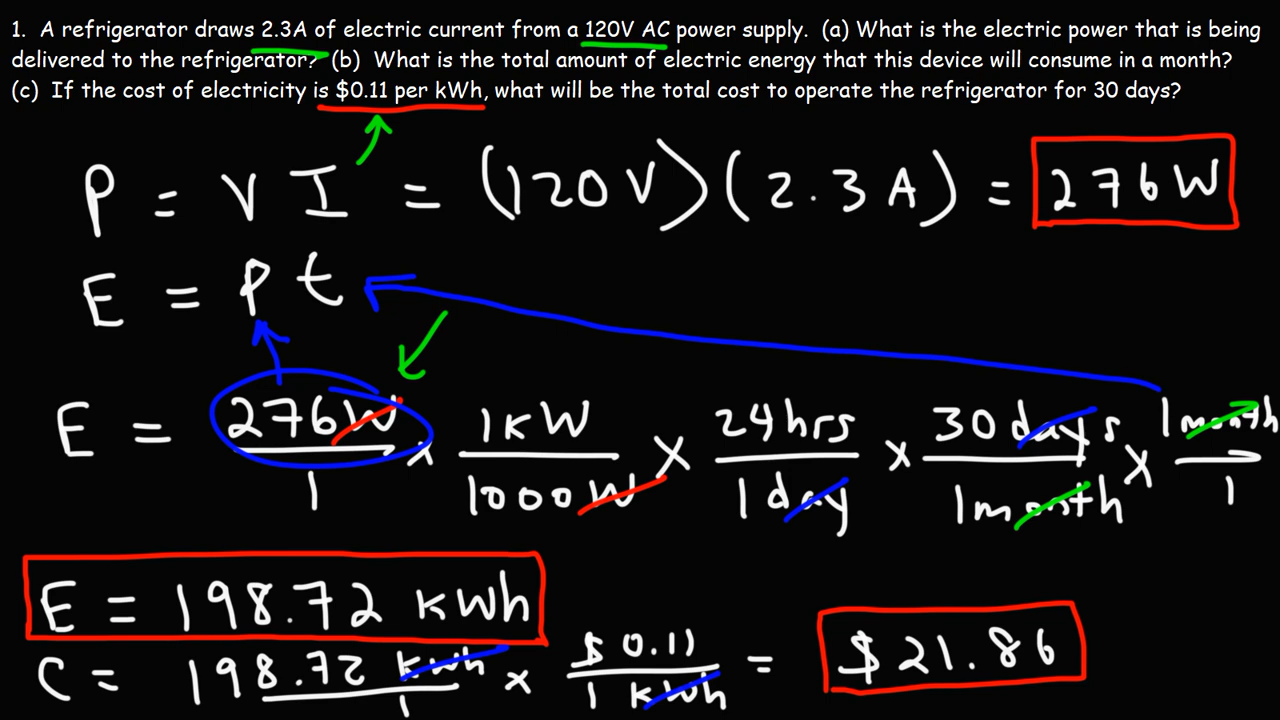 1. A refrigerator draws 2.3A of electric current from a 120V AC power supply. (a) What is the electric power that is being
delivered to the refrigerator? (b) What is the total amount of electric energy that this device will consume in a month?
(c) If the cost of electricity is $0.11 per kWh, what will be the total cost to operate the refrigerator for 30 days?
P = V I = (120V)(2.3A) = 276W
E = P t
E = 276W/1 x 1KW/1000W x 24hrs/1day x 30days/1month x 1month/1
E = 198.72 KWh
C = 198.72 kwh/1 x $0.11/1 KWh = $21.86